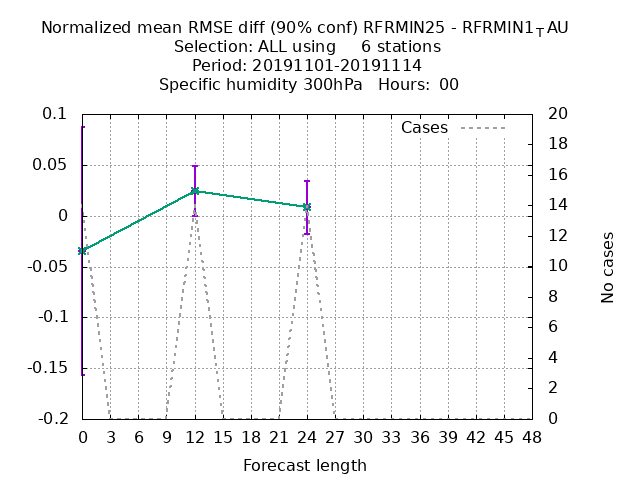 Normalized mean RMSE diff (90% conf) RFRMIN25 - RFRMIN1TAU
Selection: ALL using 6 stations
Period: 20191101-20191114
Specific humidity 300hPa Hours: 00
Cases
0.1
0.05
0
-0.05
-0.1
-0.15
-0.2
20
18
16
14
12
10
8
6
4
2
0
No cases
0 3 6 9 12 15 18 21 24 27 30 33 36 39 42 45 48
Forecast length